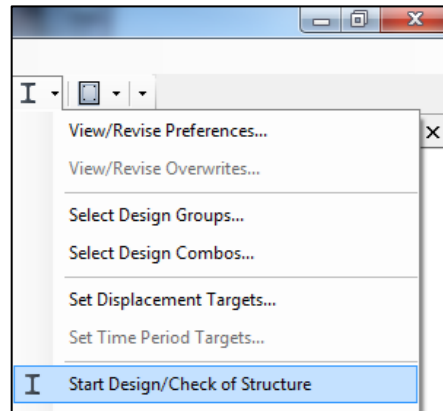 View/Revise Preferences...
View/Revise Overwrites...
Select Design Groups...
Select Design Combos...
Set Displacement Targets...
Set Time Period Targets...
Start Design/Check of Structure